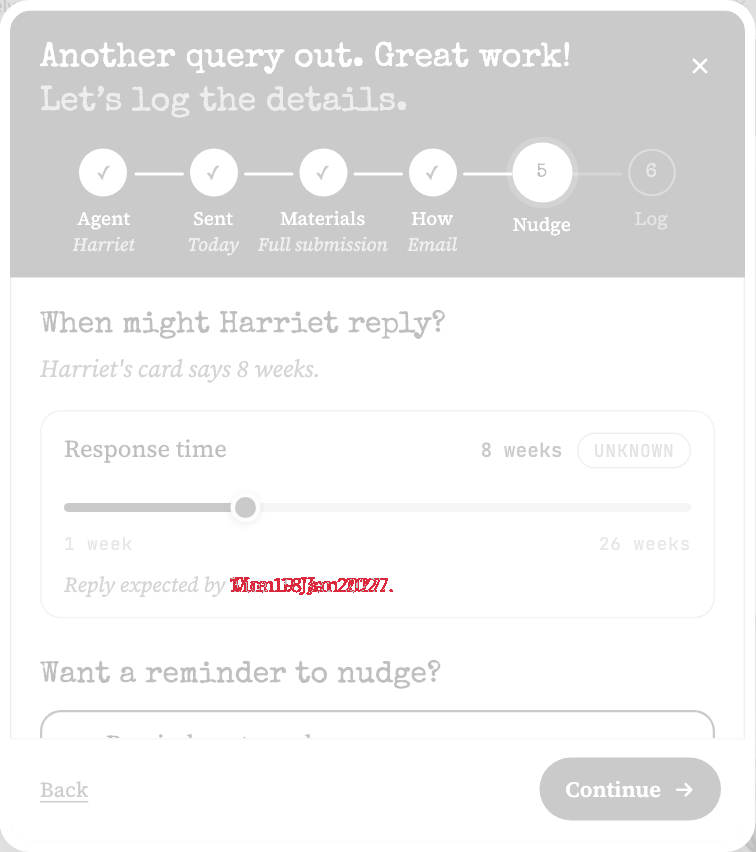 Another query out. Great work!
Let's log the details.
✓ ✓ ✓ ✓ 5 6
Agent Sent Materials How Nudge Log
Harriet Today Full submission Email
When might Harriet reply?
Harriet's card says 8 weeks.
Response time 8 weeks UNKNOWN
1 week 26 weeks
Reply expected by
Want a reminder to nudge?
Back Continue →